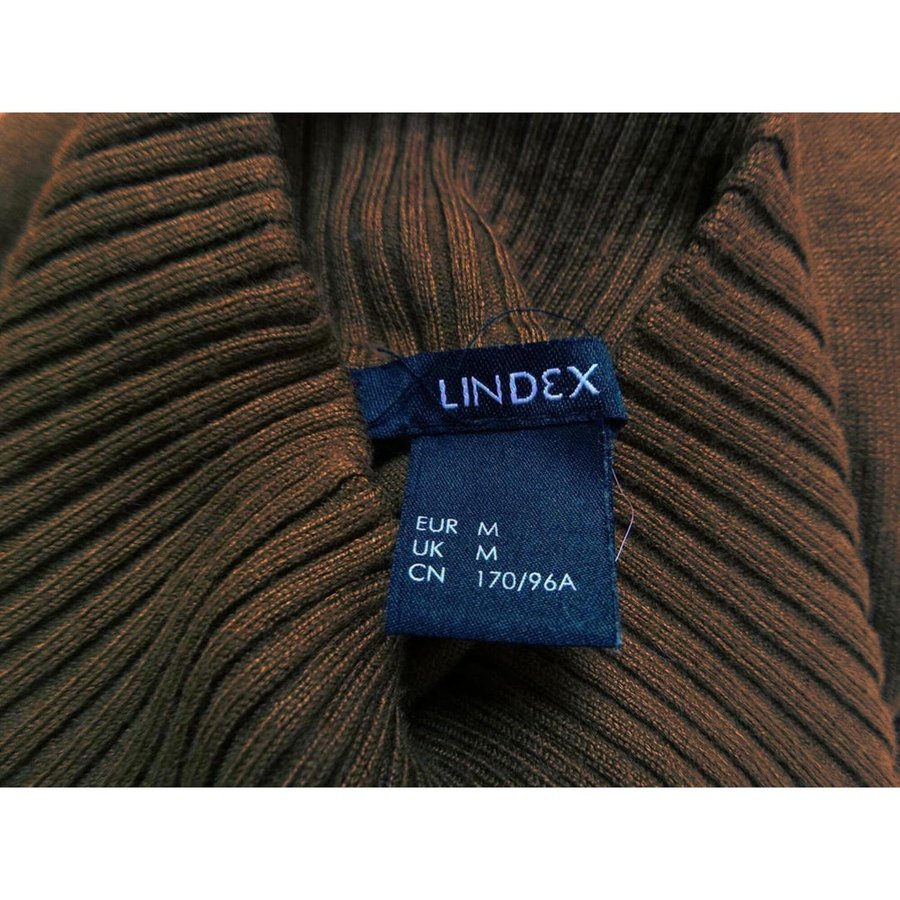 LINDEX
EUR M
UK M
CN 170/96A